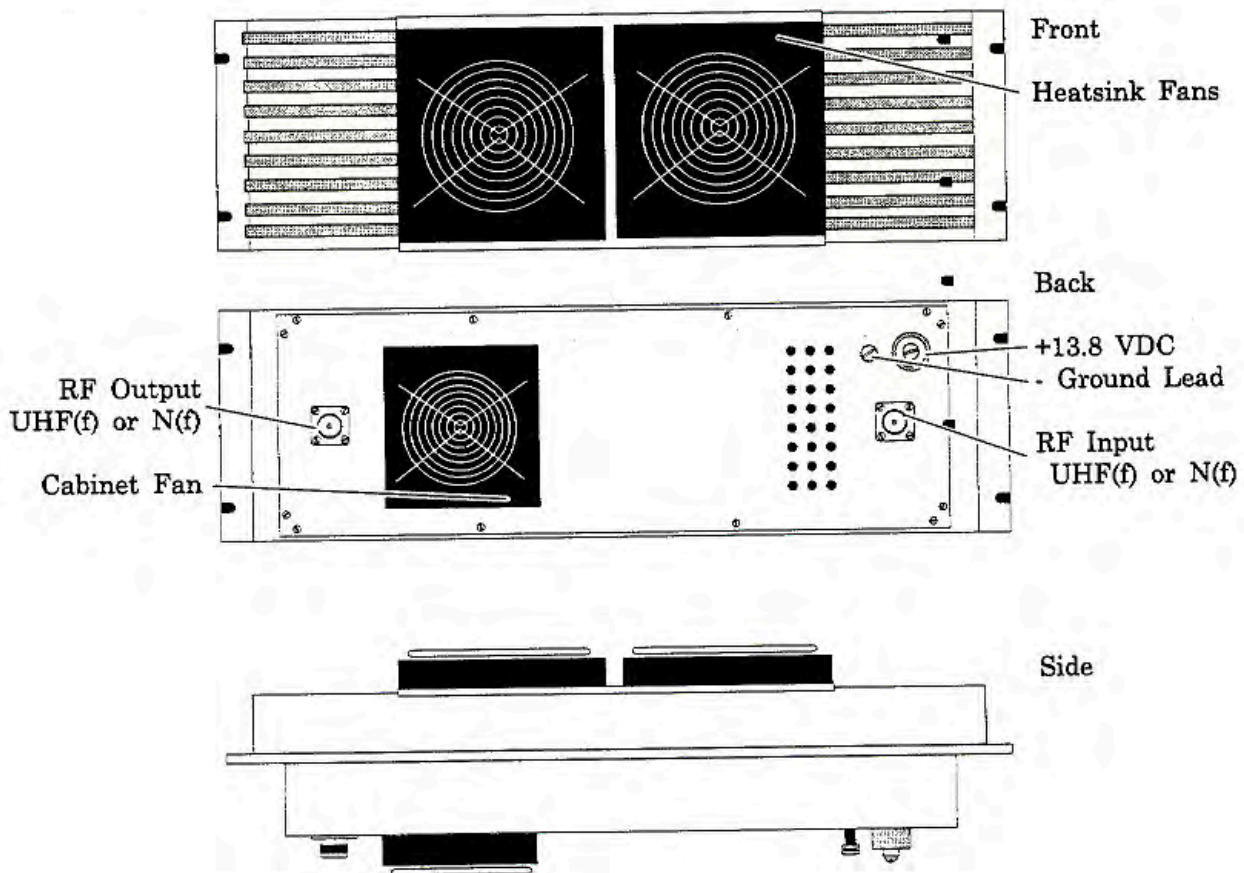 Front
Heatsink Fans
Back
+13.8 VDC
- Ground Lead
RF Output
UHF(f) or N(f)
RF Input
UHF(f) or N(f)
Cabinet Fan
Side